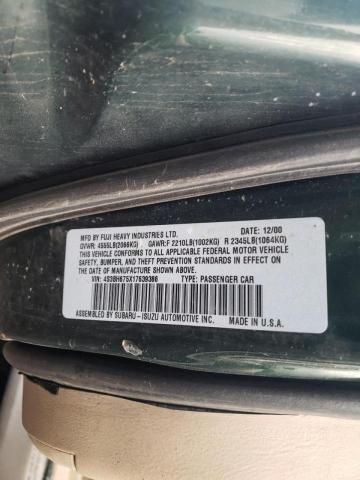 MFD BY FUJI HEAVY INDUSTRIES LTD. DATE: 12/00
GVWR: 4555LB(2066KG) GAWR:F 2210LB(1002KG) R 2345LB(1064KG)
THIS VEHICLE CONFORMS TO ALL APPLICABLE FEDERAL MOTOR VEHICLE
SAFETY, BUMPER, AND THEFT PREVENTION STANDARDS IN EFFECT ON THE
DATE OF MANUFACTURE SHOWN ABOVE.
VIN: 4S3BH675X17639386 TYPE: PASSENGER CAR
ASSEMBLED BY SUBARU-ISUZU AUTOMOTIVE INC. MADE IN U.S.A.